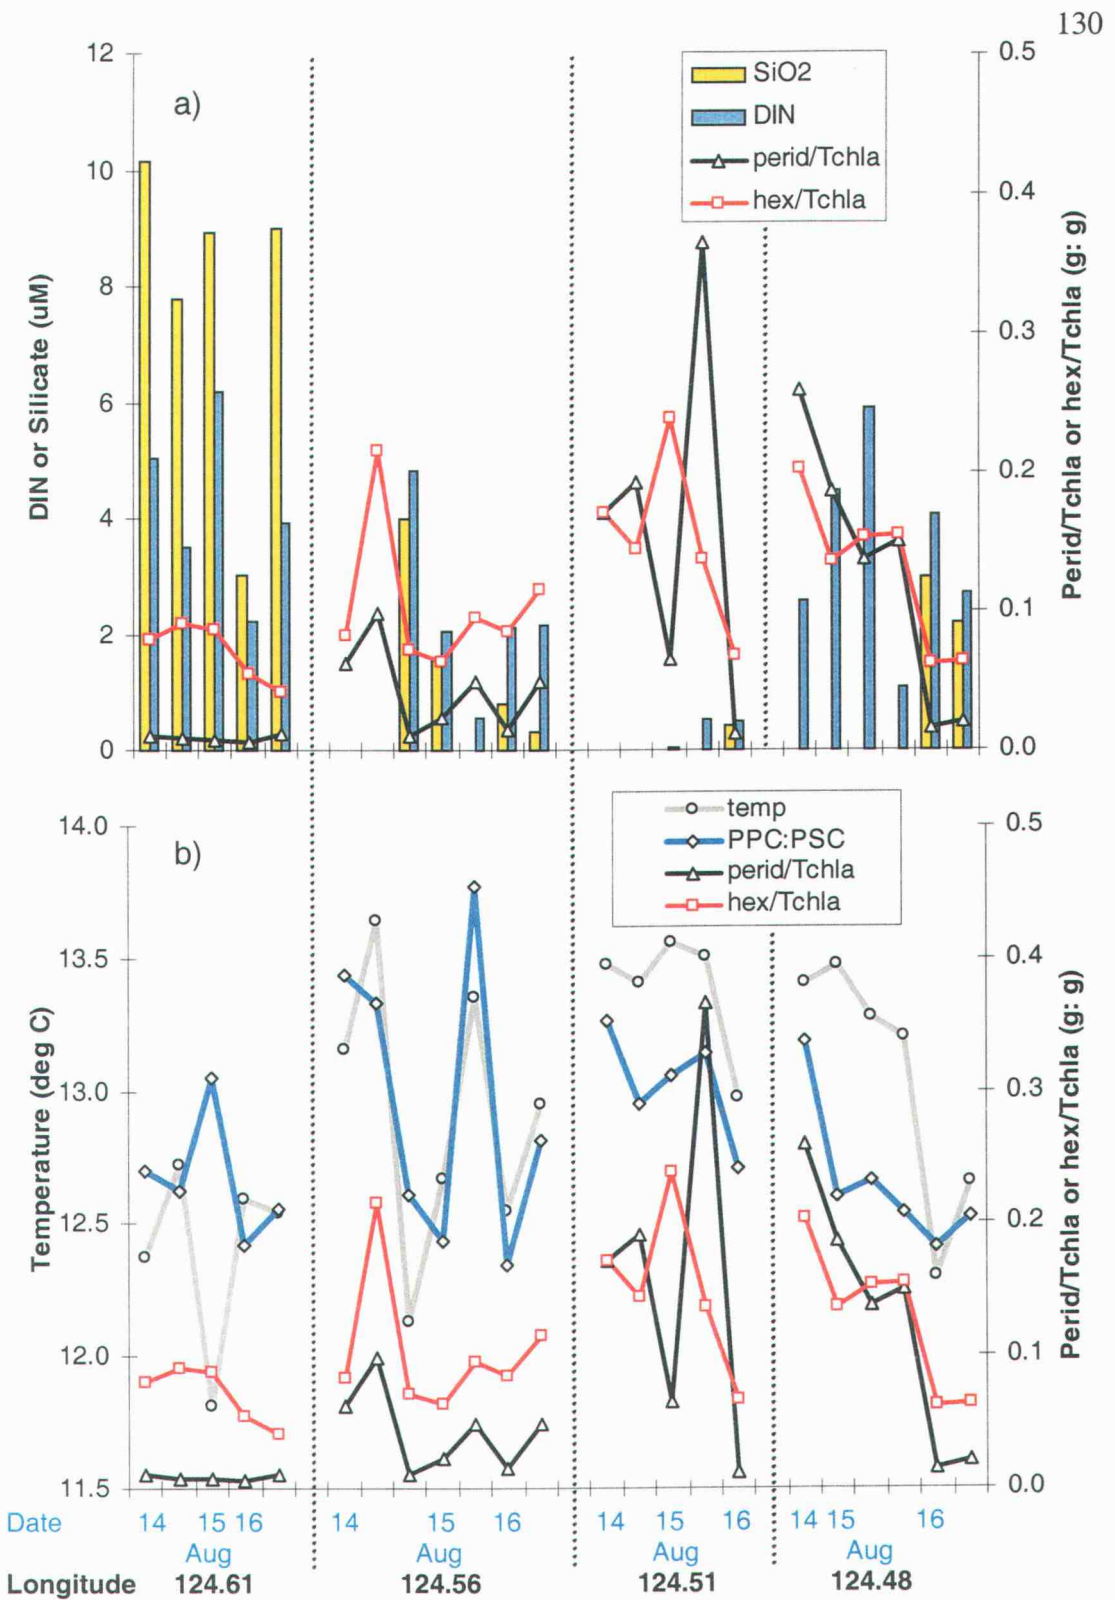 130
12
10
8
6
4
2
0
DIN or Silicate (uM)
a)
SiO2
DIN
perid/Tchla
hex/Tchla
0.5
0.4
0.3
0.2
0.1
0.0
Perid/Tchla or hex/Tchla (g: g)
14.0
13.5
13.0
12.5
12.0
11.5
Temperature (deg C)
b)
temp
PPC:PSC
perid/Tchla
hex/Tchla
0.5
0.4
0.3
0.2
0.1
0.0
Perid/Tchla or hex/Tchla (g: g)
Date 14 15 16 14 15 16 14 15 16 14 15 16
Aug Aug Aug Aug
Longitude 124.61 124.56 124.51 124.48